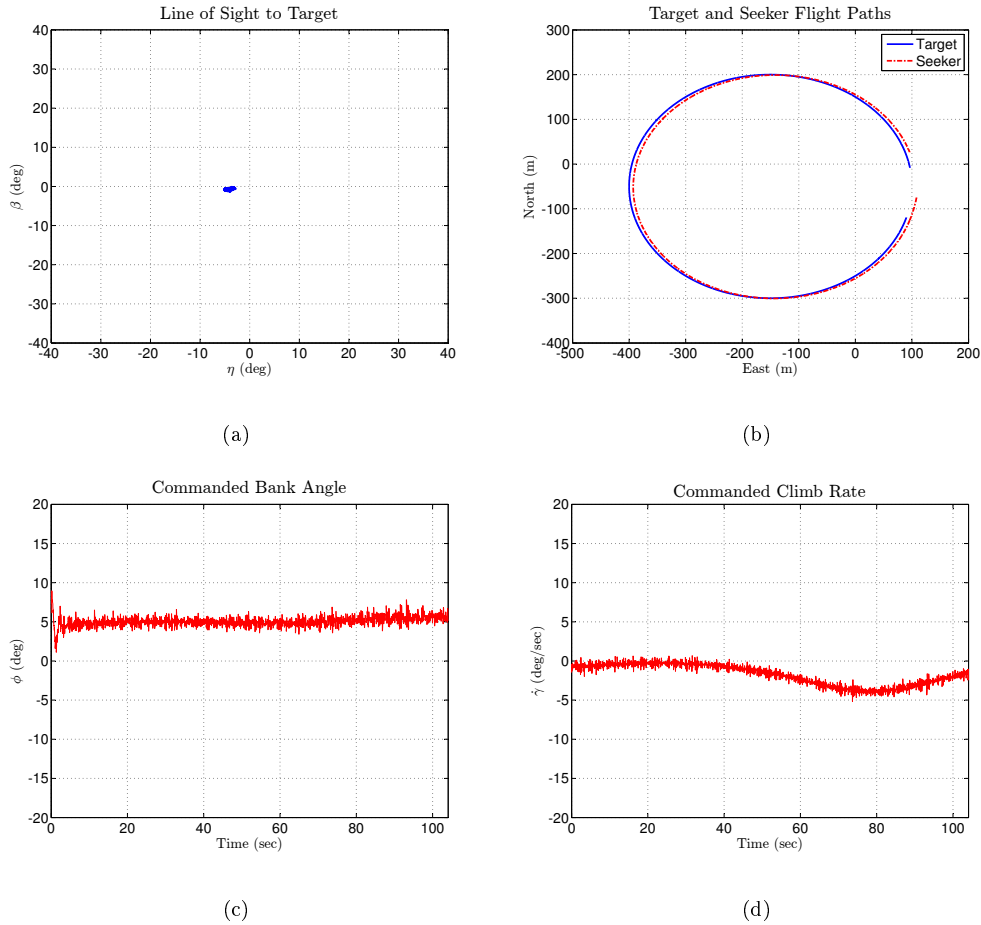 Line of Sight to Target
40
30
20
10
0
-10
-20
-30
-40
β (deg)
-40 -30 -20 -10 0 10 20 30 40
η (deg)
(a)
Target and Seeker Flight Paths
Target
Seeker
300
200
100
0
-100
-200
-300
-400
North (m)
-500 -400 -300 -200 -100 0 100 200
East (m)
(b)
Commanded Bank Angle
20
15
10
5
0
-5
-10
-15
-20
ϕ (deg)
0 20 40 60 80 100
Time (sec)
(c)
Commanded Climb Rate
20
15
10
5
0
-5
-10
-15
-20
γ̇ (deg/sec)
0 20 40 60 80 100
Time (sec)
(d)